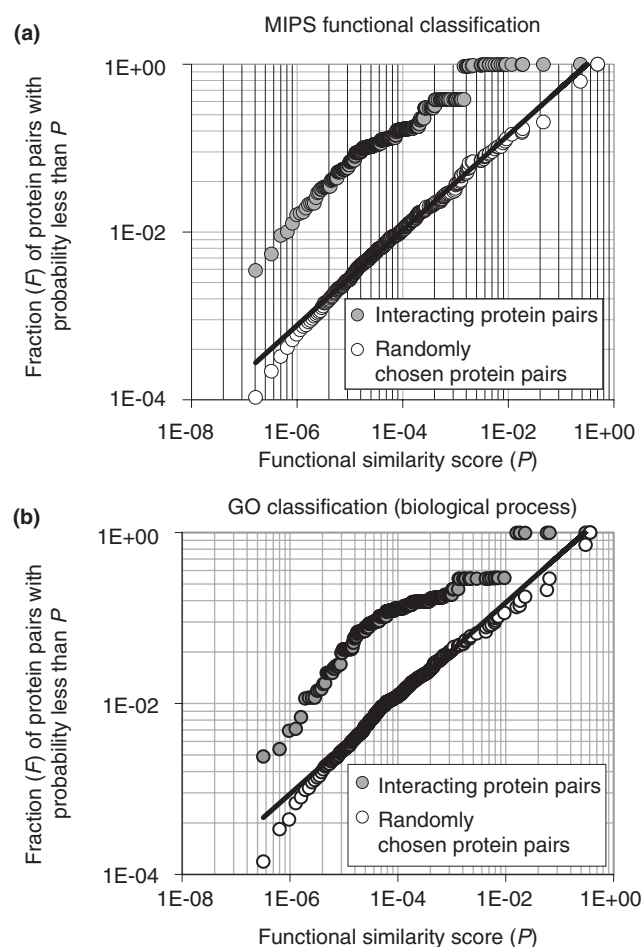 (a)
MIPS functional classification
Fraction (F) of protein pairs with
probability less than P
1E+00
1E-02
1E-04
Interacting protein pairs
Randomly
chosen protein pairs
1E-08 1E-06 1E-04 1E-02 1E+00
Functional similarity score (P)
(b)
GO classification (biological process)
Fraction (F) of protein pairs with
probability less than P
1E+00
1E-02
1E-04
Interacting protein pairs
Randomly
chosen protein pairs
1E-08 1E-06 1E-04 1E-02 1E+00
Functional similarity score (P)